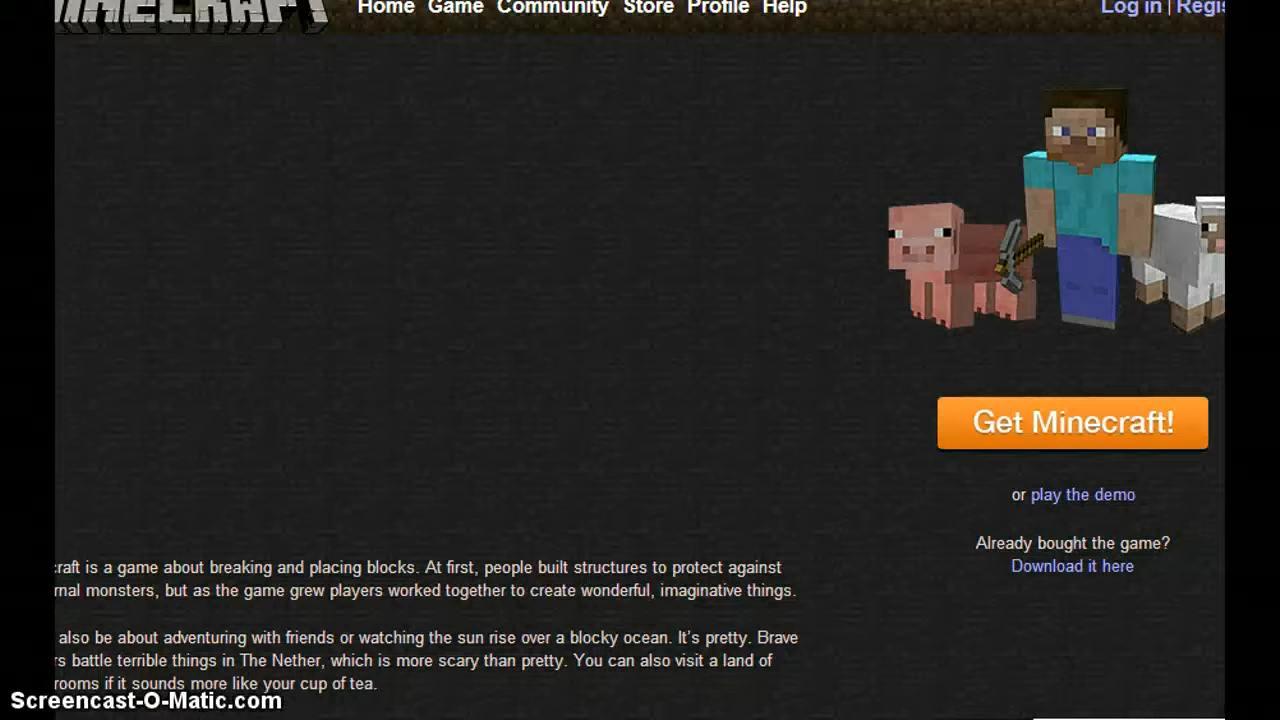 MINECRAFT
Home Game Community Store Profile Help
Log in | Regis
Get Minecraft!
or play the demo
Already bought the game?
Download it here
craft is a game about breaking and placing blocks. At first, people built structures to protect against
rnal monsters, but as the game grew players worked together to create wonderful, imaginative things.
also be about adventuring with friends or watching the sun rise over a blocky ocean. It's pretty. Brave
rs battle terrible things in The Nether, which is more scary than pretty. You can also visit a land of
rooms if it sounds more like your cup of tea.
Screencast-O-Matic.com